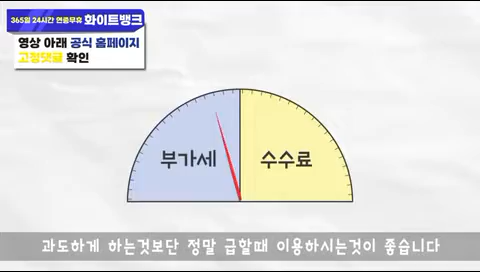 365일 24시간 연중무휴 화이트뱅크
영상 아래 공식 홈페이지
고정댓글 확인
부가세
수수료
과도하게 하는것보단 정말 급할때 이용하시는것이 좋습니다